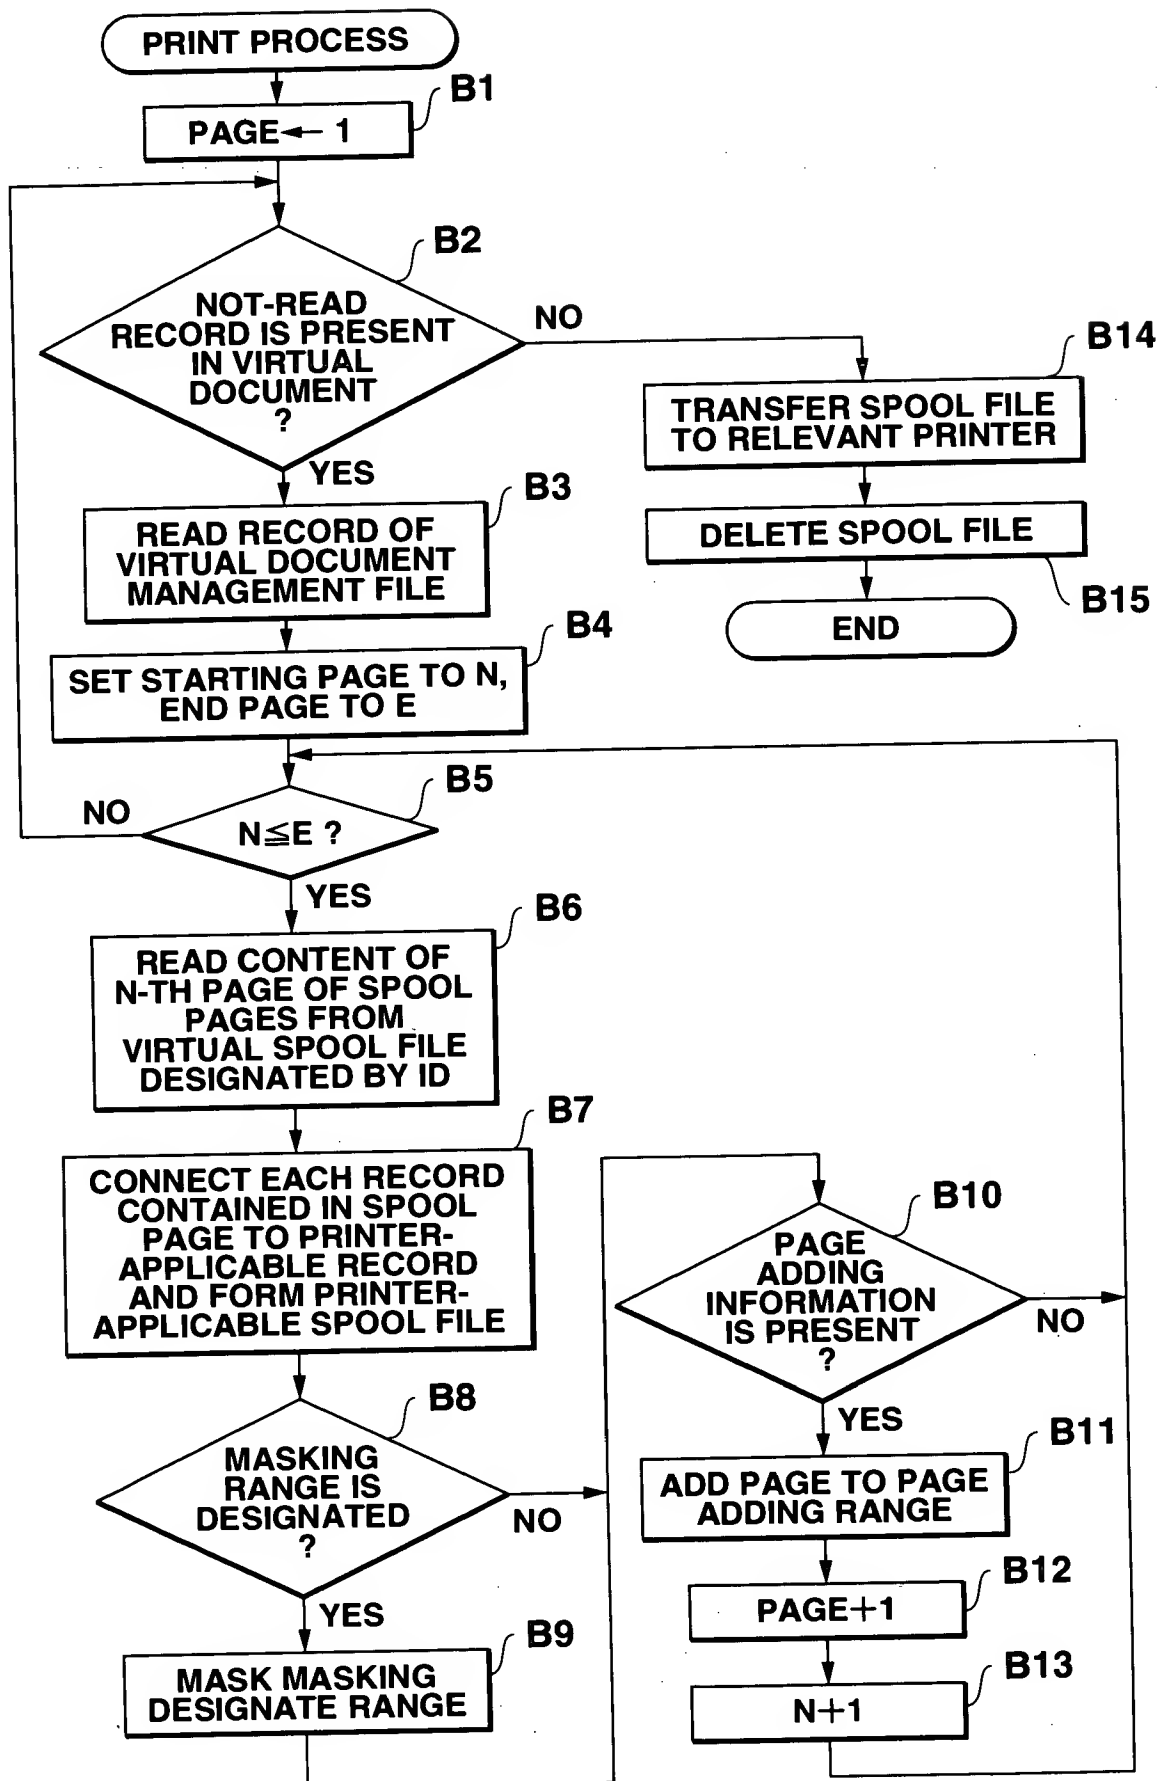 PRINT PROCESS
B1
PAGE← 1
B2
NOT-READ
RECORD IS PRESENT
IN VIRTUAL
DOCUMENT
?
NO
YES
B14
TRANSFER SPOOL FILE
TO RELEVANT PRINTER
DELETE SPOOL FILE
B15
END
B3
READ RECORD OF
VIRTUAL DOCUMENT
MANAGEMENT FILE
B4
SET STARTING PAGE TO N,
END PAGE TO E
B5
NO
N≦E ?
YES
B6
READ CONTENT OF
N-TH PAGE OF SPOOL
PAGES FROM
VIRTUAL SPOOL FILE
DESIGNATED BY ID
B7
CONNECT EACH RECORD
CONTAINED IN SPOOL
PAGE TO PRINTER-
APPLICABLE RECORD
AND FORM PRINTER-
APPLICABLE SPOOL FILE
B8
MASKING
RANGE IS
DESIGNATED
?
NO
YES
B9
MASK MASKING
DESIGNATE RANGE
B10
PAGE
ADDING
INFORMATION
IS PRESENT
?
NO
YES
B11
ADD PAGE TO PAGE
ADDING RANGE
B12
PAGE+1
B13
N+1